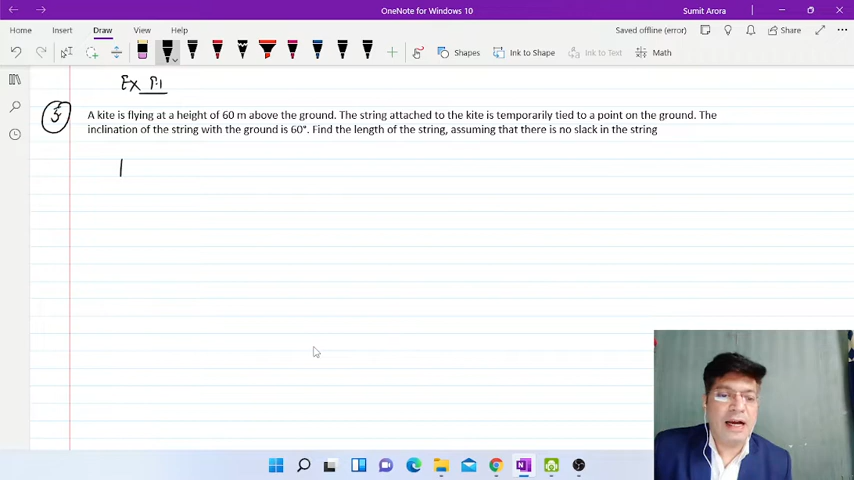 OneNote for Windows 10
Sumit Arora
Home Insert Draw View Help
Saved offline (error) Share
Shapes Ink to Shape Ink to Text Math
Ex
5
A kite is flying at a height of 60 m above the ground. The string attached to the kite is temporarily tied to a point on the ground. The
inclination of the string with the ground is 60°. Find the length of the string, assuming that there is no slack in the string